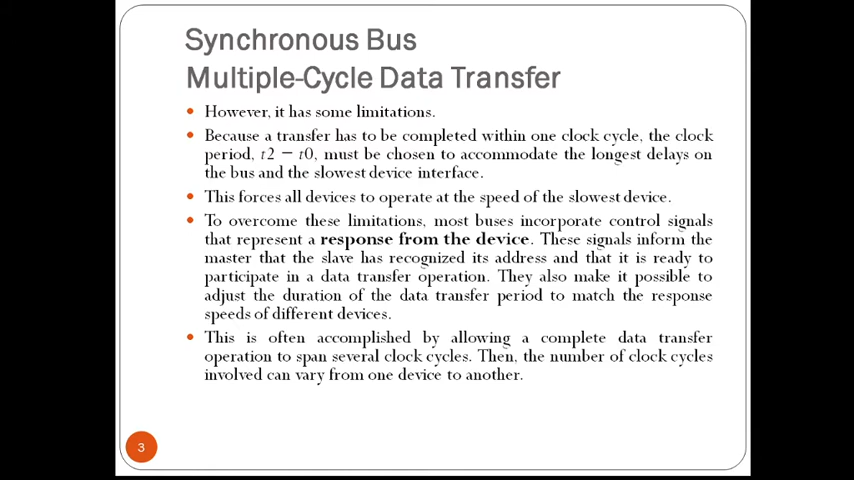 Synchronous Bus
Multiple-Cycle Data Transfer
• However, it has some limitations.
• Because a transfer has to be completed within one clock cycle, the clock
period, t2 − t0, must be chosen to accommodate the longest delays on
the bus and the slowest device interface.
• This forces all devices to operate at the speed of the slowest device.
• To overcome these limitations, most buses incorporate control signals
that represent a response from the device. These signals inform the
master that the slave has recognized its address and that it is ready to
participate in a data transfer operation. They also make it possible to
adjust the duration of the data transfer period to match the response
speeds of different devices.
• This is often accomplished by allowing a complete data transfer
operation to span several clock cycles. Then, the number of clock cycles
involved can vary from one device to another.
3